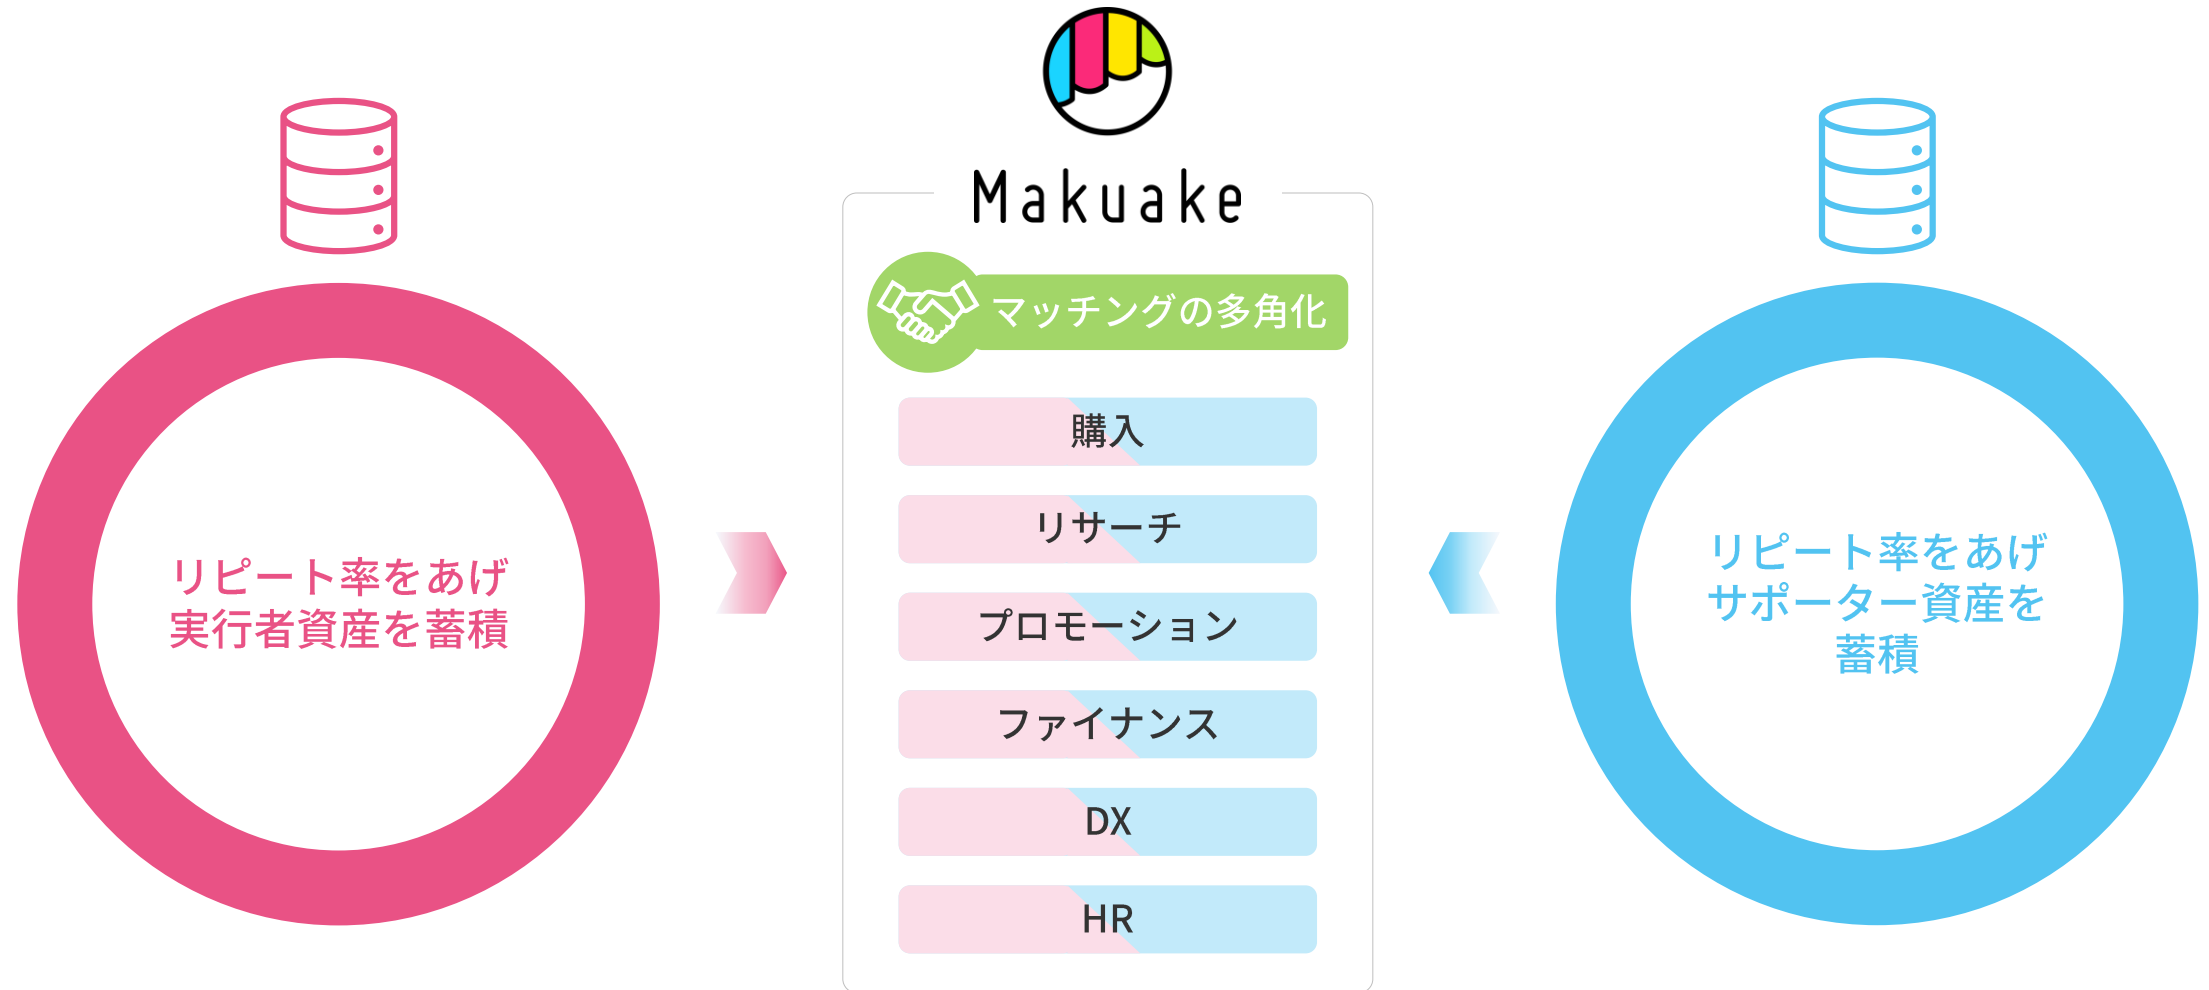 リピート率をあげ
実行者資産を蓄積
Makuake
マッチングの多角化
購入
リサーチ
プロモーション
ファイナンス
DX
HR
リピート率をあげ
サポーター資産を
蓄積